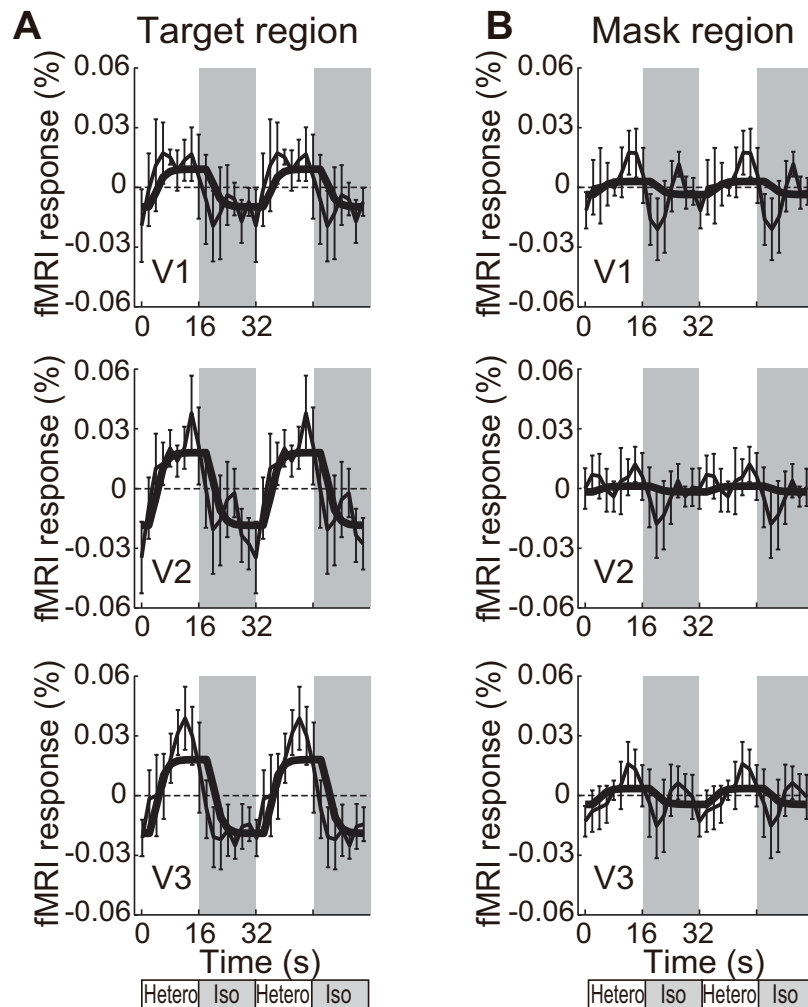 A Target region
fMRI response (%)
0.06
0.03
0
-0.03
-0.06
V1
0 16 32
fMRI response (%)
0.06
0.03
0
-0.03
-0.06
V2
0 16 32
fMRI response (%)
0.06
0.03
0
-0.03
-0.06
V3
0 16 32
Time (s)
Hetero Iso Hetero Iso
B Mask region
fMRI response (%)
0.06
0.03
0
-0.03
-0.06
V1
0 16 32
fMRI response (%)
0.06
0.03
0
-0.03
-0.06
V2
0 16 32
fMRI response (%)
0.06
0.03
0
-0.03
-0.06
V3
0 16 32
Time (s)
Hetero Iso Hetero Iso